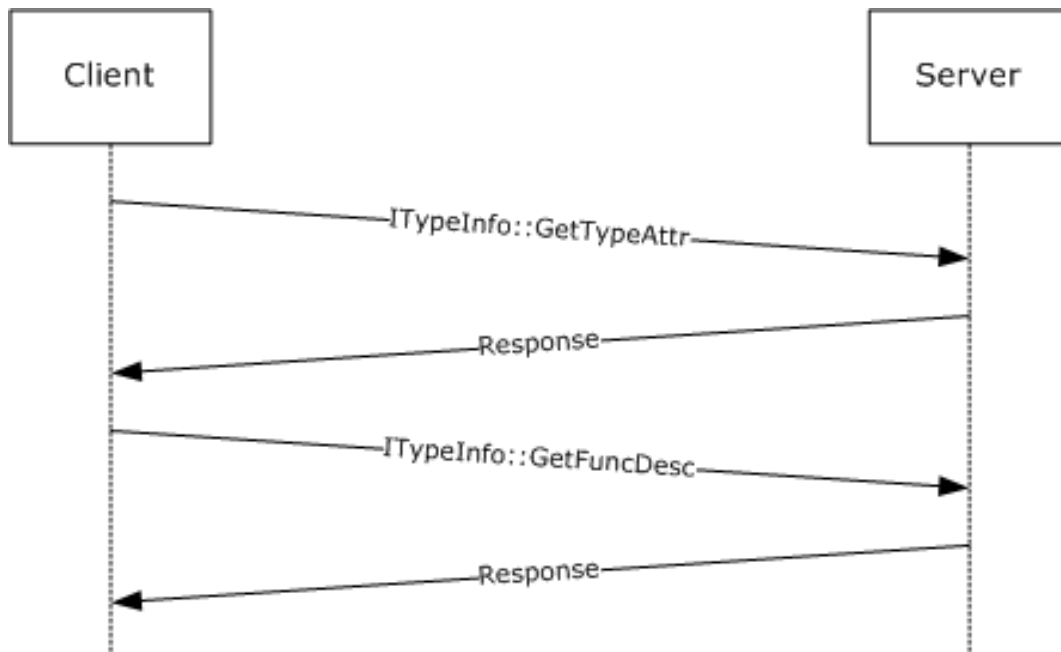 Client
Server
ITypeInfo::GetTypeAttr
Response
ITypeInfo::GetFuncDesc
Response